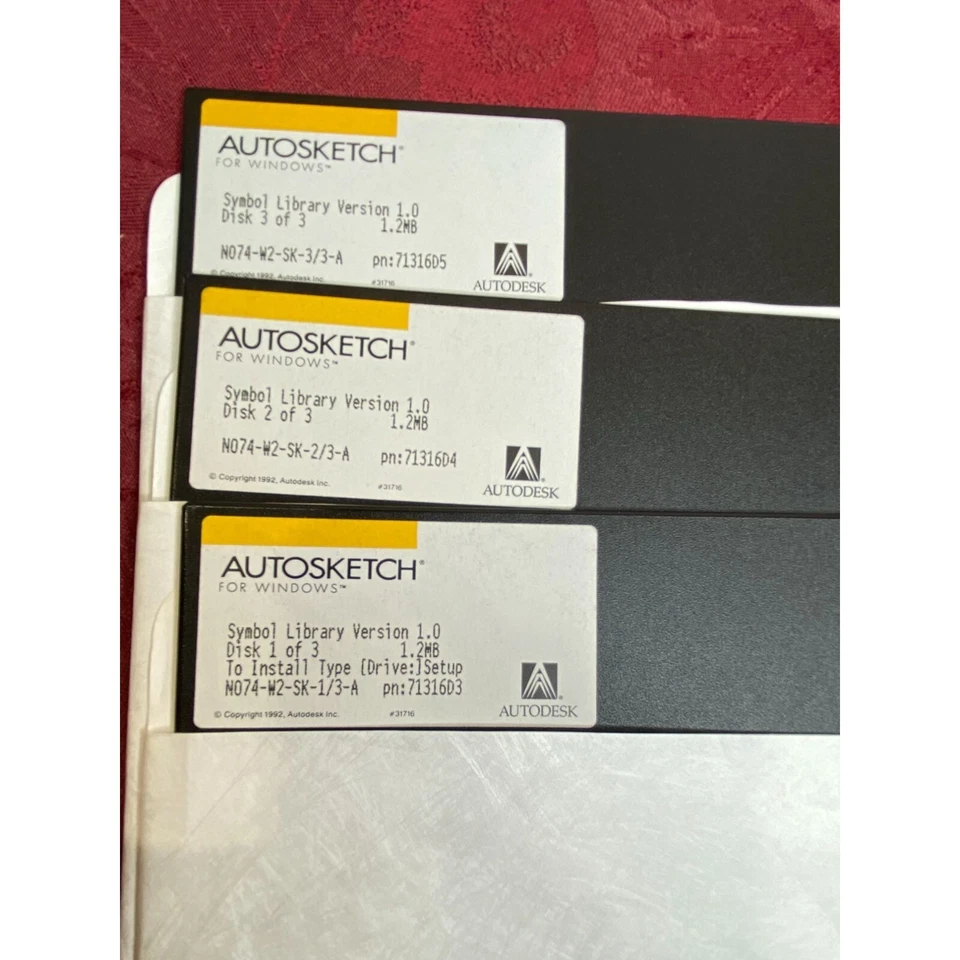 AUTOSKETCH®
FOR WINDOWS™
Symbol Library Version 1.0
Disk 3 of 3 1.2MB
N074-W2-SK-3/3-A pn:71316D5
© Copyright 1992, Autodesk Inc. #31716
AUTODESK
AUTOSKETCH®
FOR WINDOWS™
Symbol Library Version 1.0
Disk 2 of 3 1.2MB
N074-W2-SK-2/3-A pn:71316D4
© Copyright 1992, Autodesk Inc. #31716
AUTODESK
AUTOSKETCH®
FOR WINDOWS™
Symbol Library Version 1.0
Disk 1 of 3 1.2MB
To Install Type [Drive:]Setup
N074-W2-SK-1/3-A pn:71316D3
© Copyright 1992, Autodesk Inc. #31716
AUTODESK